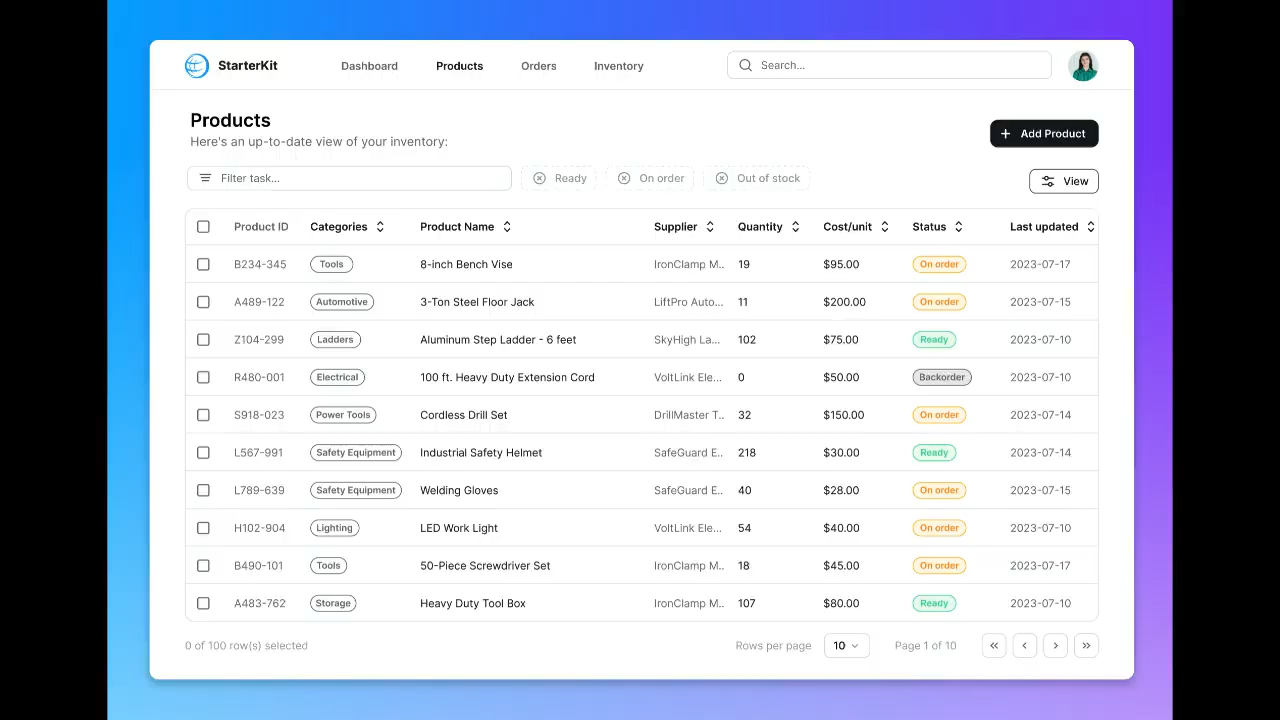 StarterKit Dashboard Products Orders Inventory Search...
Products
Here's an up-to-date view of your inventory:
+ Add Product
Filter task... Ready On order Out of stock View
Product ID Categories Product Name Supplier Quantity Cost/unit Status Last updated
B234-345 Tools 8-inch Bench Vise IronClamp M.. 19 $95.00 On order 2023-07-17
A489-122 Automotive 3-Ton Steel Floor Jack LiftPro Auto... 11 $200.00 On order 2023-07-15
Z104-299 Ladders Aluminum Step Ladder - 6 feet SkyHigh La... 102 $75.00 Ready 2023-07-10
R480-001 Electrical 100 ft. Heavy Duty Extension Cord VoltLink Ele... 0 $50.00 Backorder 2023-07-10
S918-023 Power Tools Cordless Drill Set DrillMaster T.. 32 $150.00 On order 2023-07-14
L567-991 Safety Equipment Industrial Safety Helmet SafeGuard E.. 218 $30.00 Ready 2023-07-14
L789-639 Safety Equipment Welding Gloves SafeGuard E.. 40 $28.00 On order 2023-07-15
H102-904 Lighting LED Work Light VoltLink Ele... 54 $40.00 On order 2023-07-10
B490-101 Tools 50-Piece Screwdriver Set IronClamp M.. 18 $45.00 On order 2023-07-17
A483-762 Storage Heavy Duty Tool Box IronClamp M.. 107 $80.00 Ready 2023-07-10
0 of 100 row(s) selected Rows per page 10 Page 1 of 10